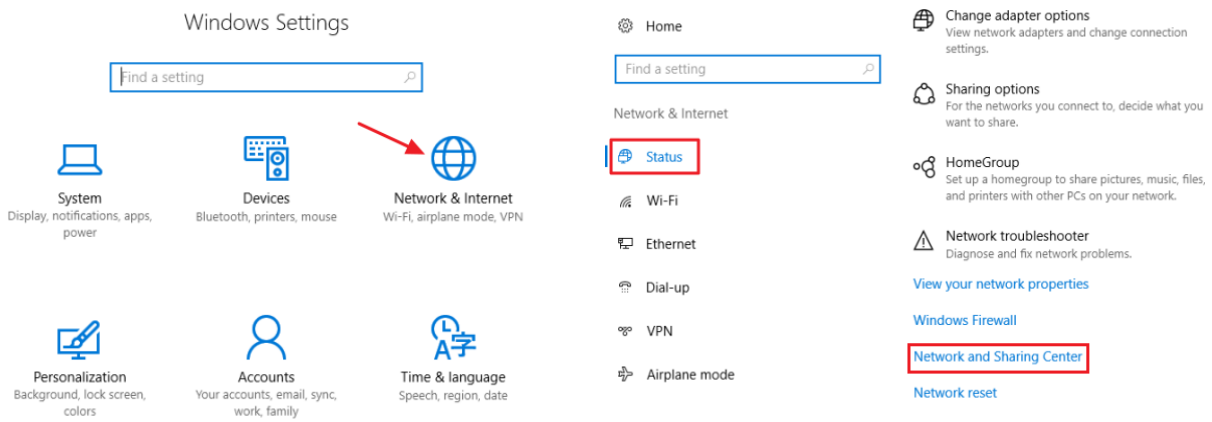 Windows Settings
Find a setting
System
Display, notifications, apps,
power
Devices
Bluetooth, printers, mouse
Network & Internet
Wi-Fi, airplane mode, VPN
Personalization
Background, lock screen,
colors
Accounts
Your accounts, email, sync,
work, family
A字
Time & language
Speech, region, date
Home
Find a setting
Network & Internet
Status
Wi-Fi
Ethernet
Dial-up
VPN
Airplane mode
Change adapter options
View network adapters and change connection
settings.
Sharing options
For the networks you connect to, decide what you
want to share.
HomeGroup
Set up a homegroup to share pictures, music, files,
and printers with other PCs on your network.
Network troubleshooter
Diagnose and fix network problems.
View your network properties
Windows Firewall
Network and Sharing Center
Network reset